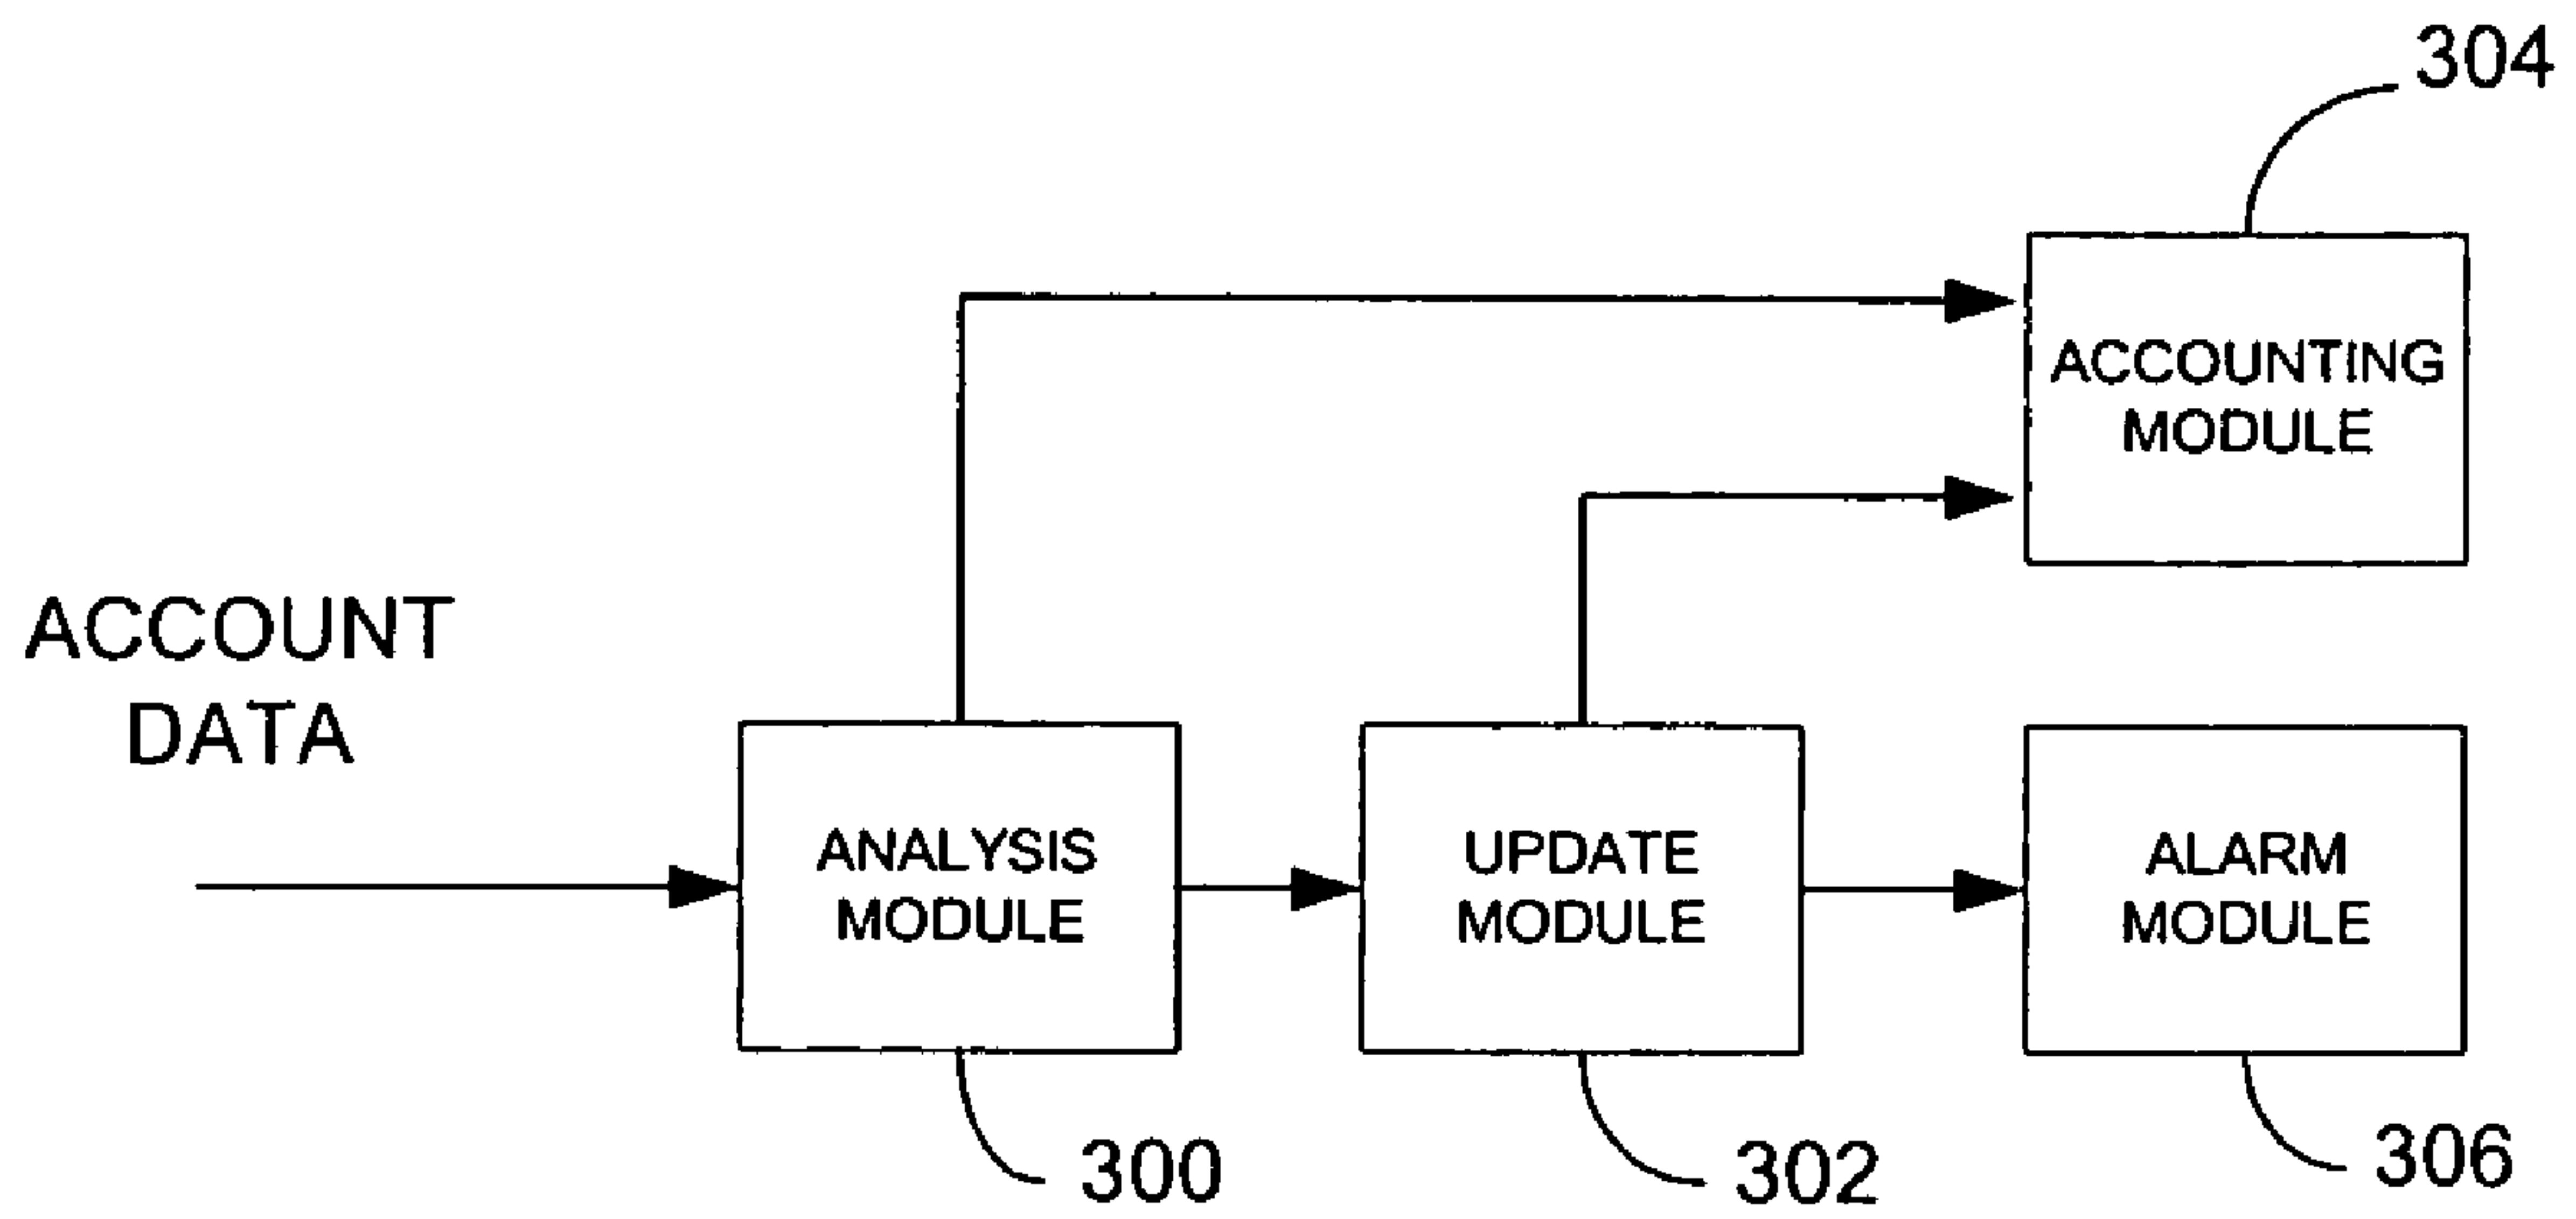 304
ACCOUNTING
MODULE
ACCOUNT
DATA
ANALYSIS
MODULE
UPDATE
MODULE
ALARM
MODULE
300
302
306